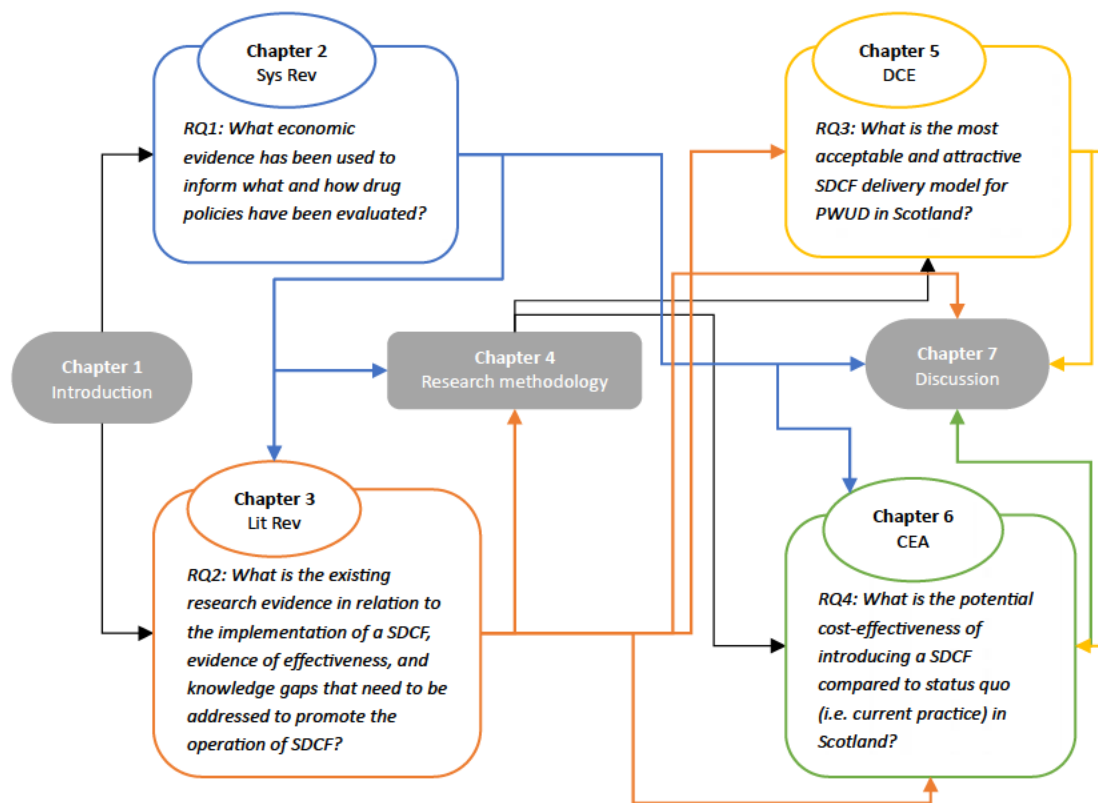 Chapter 2
Sys Rev
RQ1: What economic
evidence has been used to
inform what and how drug
policies have been evaluated?
Chapter 5
DCE
RQ3: What is the most
acceptable and attractive
SDCF delivery model for
PWUD in Scotland?
Chapter 1
Introduction
Chapter 4
Research methodology
Chapter 7
Discussion
Chapter 3
Lit Rev
RQ2: What is the existing
research evidence in relation to
the implementation of a SDCF,
evidence of effectiveness, and
knowledge gaps that need to be
addressed to promote the
operation of SDCF?
Chapter 6
CEA
RQ4: What is the potential
cost-effectiveness of
introducing a SDCF
compared to status quo
(i.e. current practice) in
Scotland?